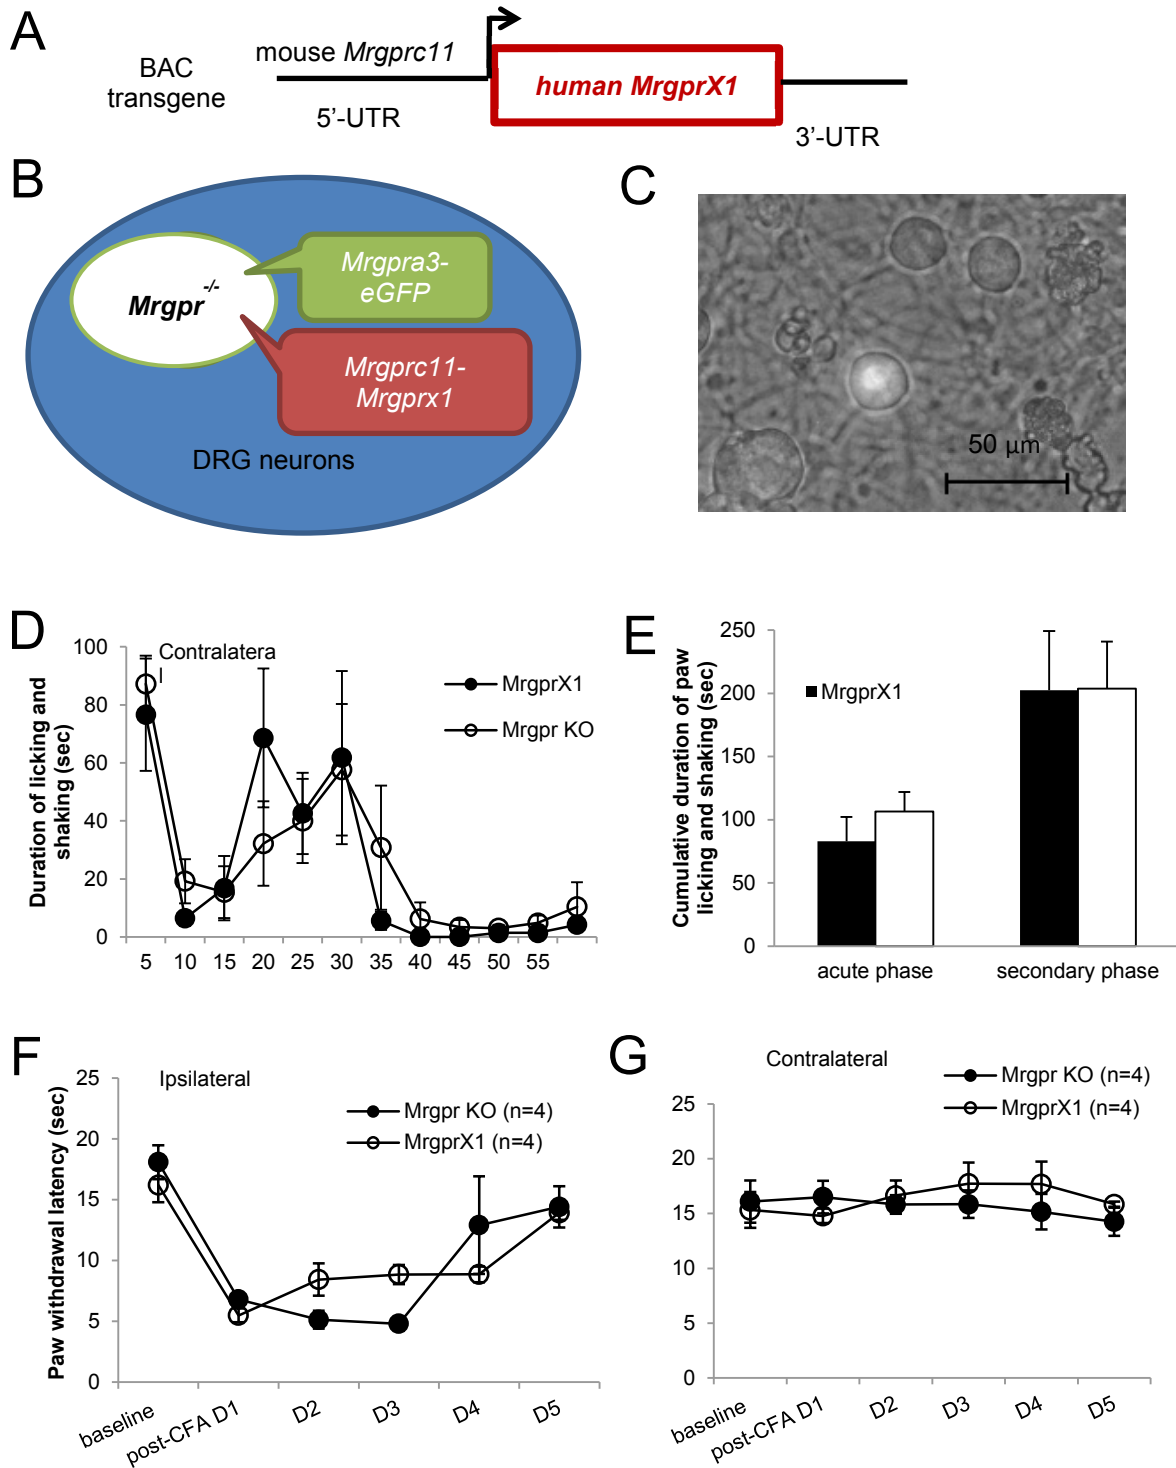 A
BAC
transgene
mouse Mrgprc11
5'-UTR
human MrgprX1
3'-UTR
B
Mrgpr-/-
Mrgpra3-
eGFP
Mrgprc11-
Mrgprx1
DRG neurons
C
50 μm
D
Duration of licking and
shaking (sec)
100
80
60
40
20
0
Contralatera
l
MrgprX1
Mrgpr KO
5 10 15 20 25 30 35 40 45 50 55
E
Cumulative duration of paw
licking and shaking (sec)
250
200
150
100
50
0
MrgprX1
acute phase secondary phase
F
Paw withdrawal latency (sec)
25
20
15
10
5
0
Ipsilateral
Mrgpr KO (n=4)
MrgprX1 (n=4)
baseline post-CFA D1 D2 D3 D4 D5
G
Contralateral
Mrgpr KO (n=4)
MrgprX1 (n=4)
25
20
15
10
5
0
baseline post-CFA D1 D2 D3 D4 D5